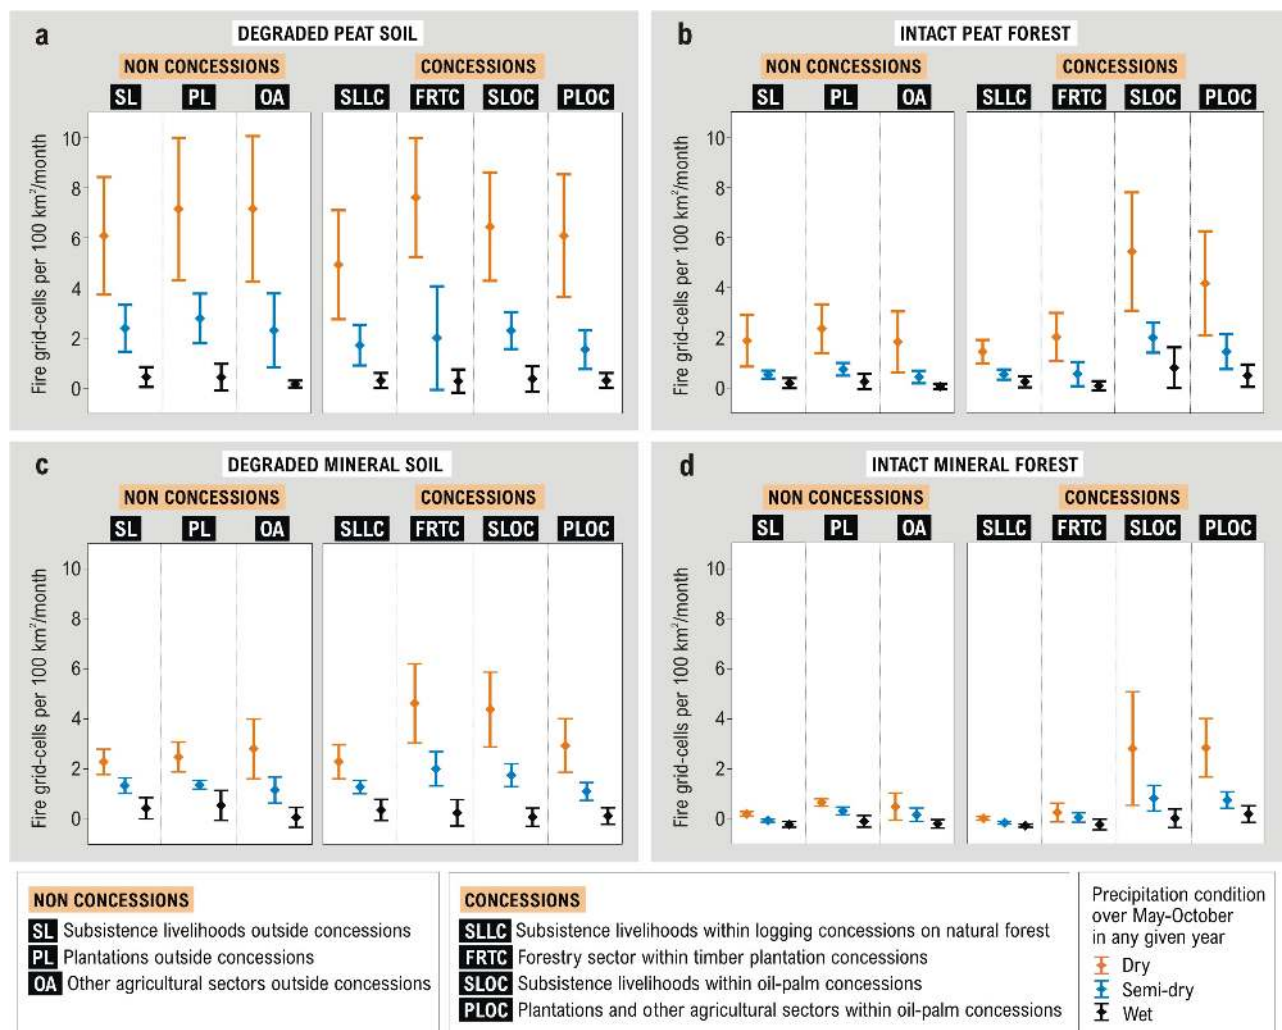 a
DEGRADED PEAT SOIL
NON CONCESSIONS
CONCESSIONS
SL PL OA SLLC FRTC SLOC PLOC
Fire grid-cells per 100 km²/month
10
8
6
4
2
0
b
INTACT PEAT FOREST
NON CONCESSIONS
CONCESSIONS
SL PL OA SLLC FRTC SLOC PLOC
Fire grid-cells per 100 km²/month
10
8
6
4
2
0
c
DEGRADED MINERAL SOIL
NON CONCESSIONS
CONCESSIONS
SL PL OA SLLC FRTC SLOC PLOC
Fire grid-cells per 100 km²/month
10
8
6
4
2
0
d
INTACT MINERAL FOREST
NON CONCESSIONS
CONCESSIONS
SL PL OA SLLC FRTC SLOC PLOC
Fire grid-cells per 100 km²/month
10
8
6
4
2
0
NON CONCESSIONS
SL Subsistence livelihoods outside concessions
PL Plantations outside concessions
OA Other agricultural sectors outside concessions
CONCESSIONS
SLLC Subsistence livelihoods within logging concessions on natural forest
FRTC Forestry sector within timber plantation concessions
SLOC Subsistence livelihoods within oil-palm concessions
PLOC Plantations and other agricultural sectors within oil-palm concessions
Precipitation condition
over May-October
in any given year
Dry
Semi-dry
Wet